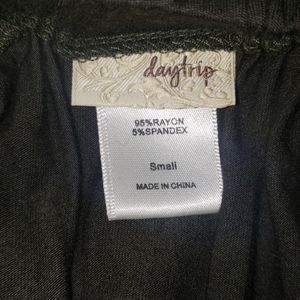 daytrip
95%RAYON
5%SPANDEX
Small
MADE IN CHINA